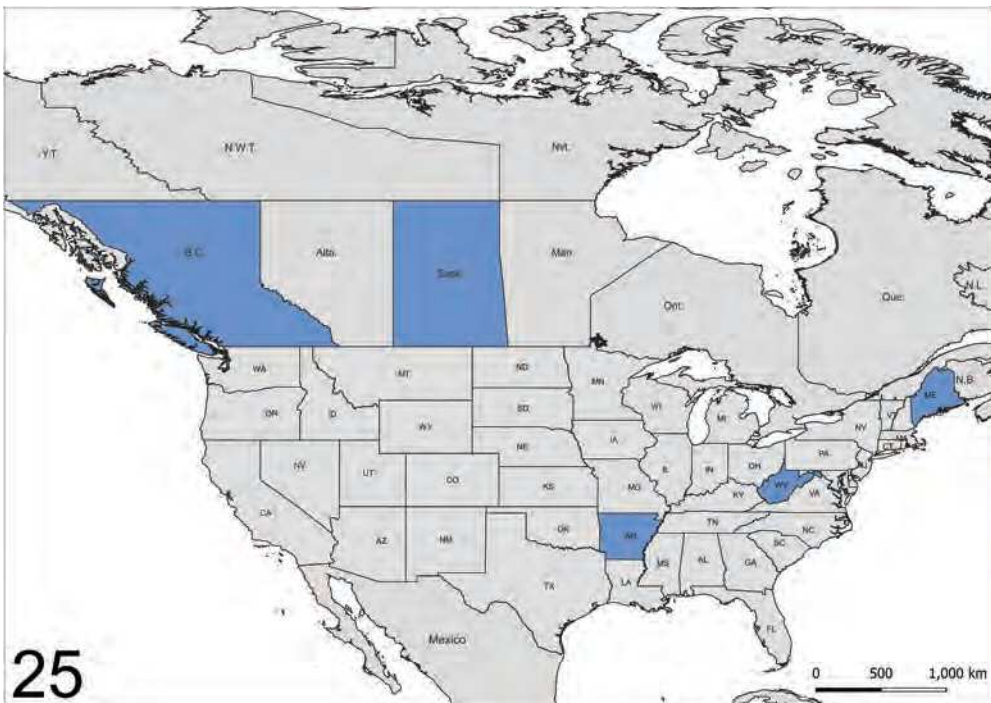 Y.T.
N.W.T.
Nvt.
B.C.
Alta.
Sask.
Man.
Ont.
Que.
N.L.
N.B.
WA
MT
ND
MN
ME
OR
ID
WY
SD
WI
MI
VT
NY
MA
CT
NE
IA
PA
NJ
NV
UT
CO
IL
IN
OH
WV
VA
KS
MO
KY
CA
AZ
NM
OK
AR
TN
NC
SC
MS
AL
GA
TX
LA
FL
Mexico
25
0 500 1,000 km